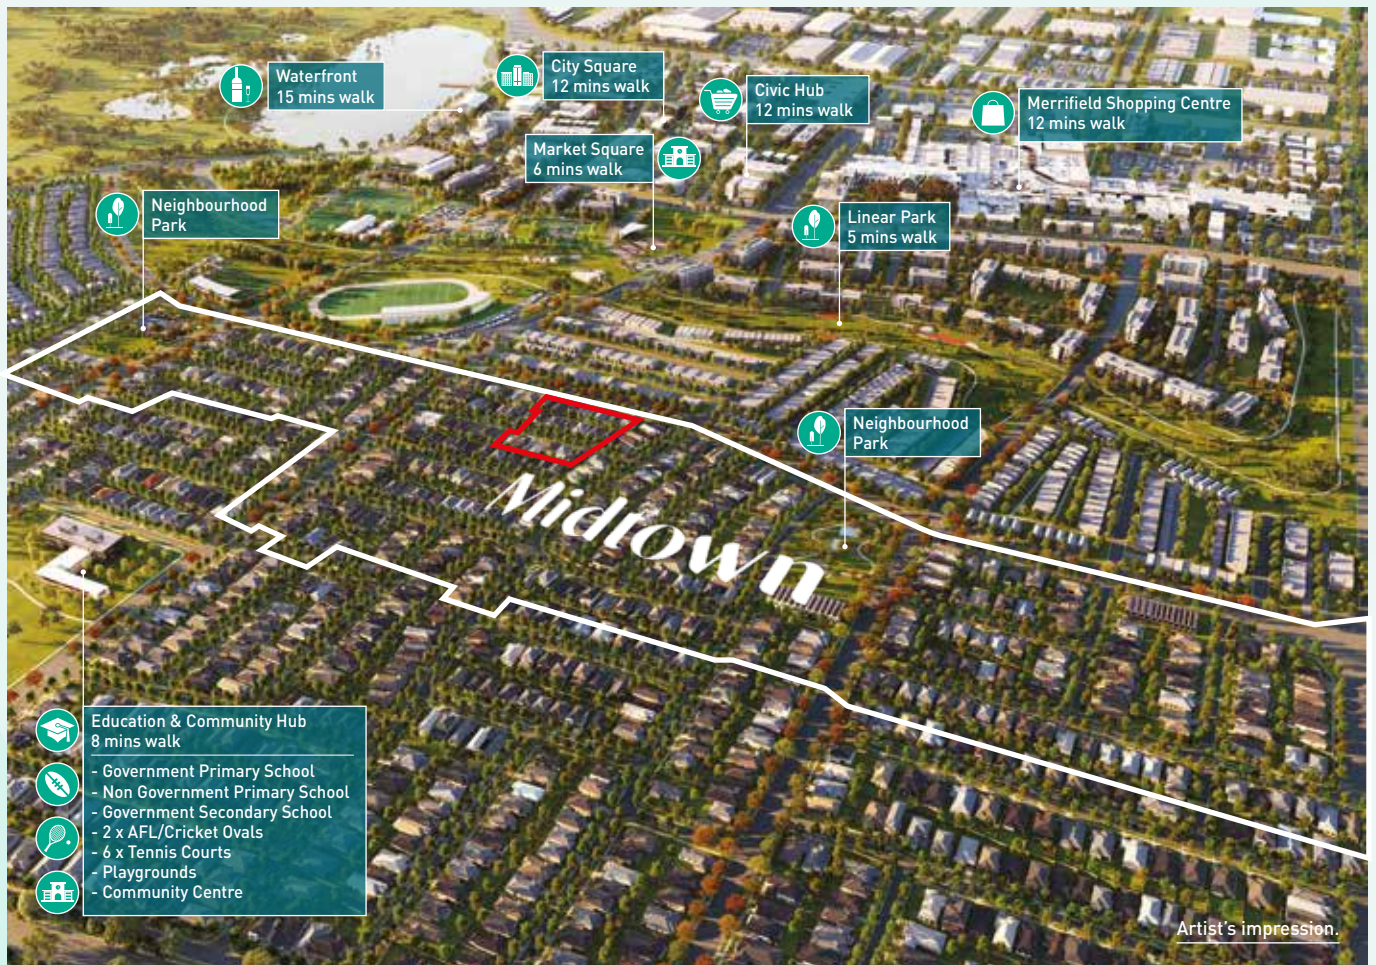 Waterfront
15 mins walk
City Square
12 mins walk
Civic Hub
12 mins walk
Merrifield Shopping Centre
12 mins walk
Market Square
6 mins walk
Neighbourhood
Park
Linear Park
5 mins walk
Neighbourhood
Park
Midtown
Education & Community Hub
8 mins walk
- Government Primary School
- Non Government Primary School
- Government Secondary School
- 2 x AFL/Cricket Ovals
- 6 x Tennis Courts
- Playgrounds
- Community Centre
Artist's impression.